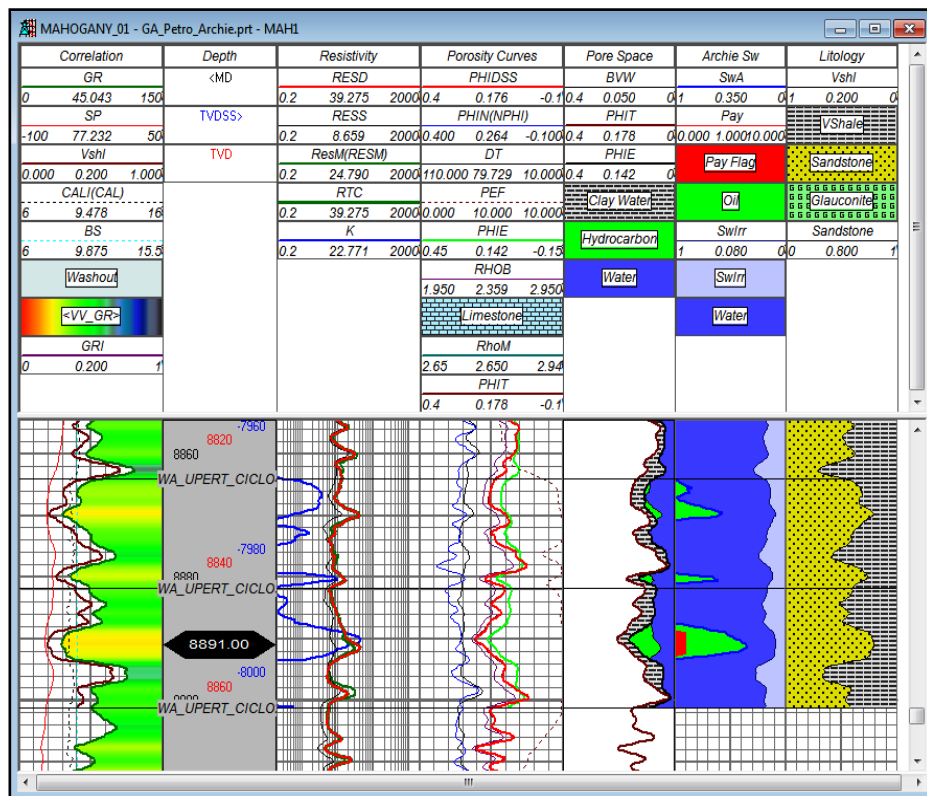 MAHOGANY_01 - GA_Petro_Archie.prt - MAH1
Correlation Depth Resistivity Porosity Curves Pore Space Archie Sw Litology
GR <MD RESD PHIDSS BVW SwA Vshl
0 45.043 150 0.2 39.275 2000 0.4 0.176 -0.1 0.4 0.050 0 1 0.350 0 1 0.200 0
SP TVDSS> RESS PHIN(NPHI) PHIT Pay VShale
-100 77.232 50 0.2 8.659 2000 0.400 0.264 -0.100 0.4 0.178 0 0.000 1.000 10.000
Vshl TVD ResM(RESM) DT PHIE Pay Flag Sandstone
0.000 0.200 1.000 0.2 24.790 2000 110.000 79.729 10.000 0.4 0.142 0
CALI(CAL) RTC PEF Clay Water Oil Glauconite
6 9.478 16 0.2 39.275 2000 0.000 10.000 10.000
BS K PHIE Hydrocarbon SwIrr Sandstone
6 9.875 15.5 0.2 22.771 2000 0.45 0.142 -0.15 1 0.080 0 0 0.800 1
Washout RHOB Water SwIrr
1.950 2.359 2.950
<VV_GR> Limestone Water
GRI RhoM
0 0.200 1 2.65 2.650 2.94
PHIT
0.4 0.178 -0.1
-7960
8820
8860
WA_UPERT_CICLO
-7980
8840
8880
WA_UPERT_CICLO
8891.00
-8000
8860
WA_UPERT_CICLO